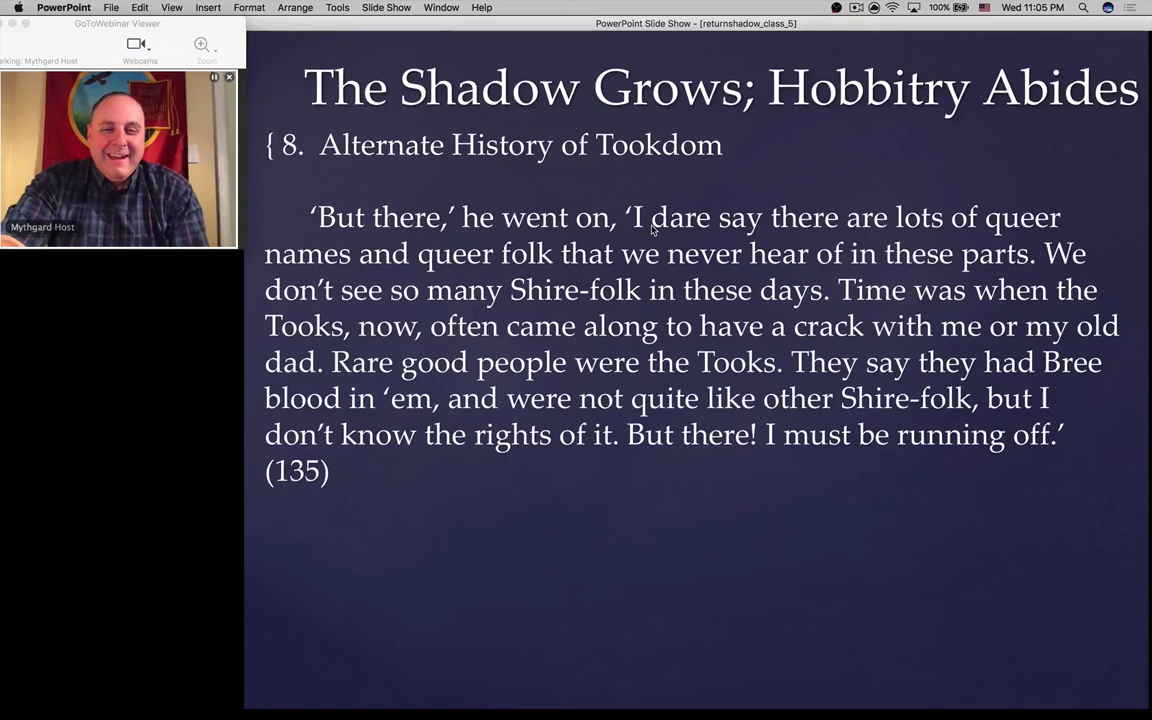 PowerPoint File Edit View Insert Format Arrange Tools Slide Show Window Help 100% Wed 11:05 PM
GoToWebinar Viewer
PowerPoint Slide Show - [returnshadow_class_5]
alking: Mythgard Host Webcams Zoom
Mythgard Host
The Shadow Grows; Hobbitry Abides
{ 8. Alternate History of Tookdom
‘But there,’ he went on, ‘I dare say there are lots of queer
names and queer folk that we never hear of in these parts. We
don’t see so many Shire-folk in these days. Time was when the
Tooks, now, often came along to have a crack with me or my old
dad. Rare good people were the Tooks. They say they had Bree
blood in ‘em, and were not quite like other Shire-folk, but I
don’t know the rights of it. But there! I must be running off.’
(135)